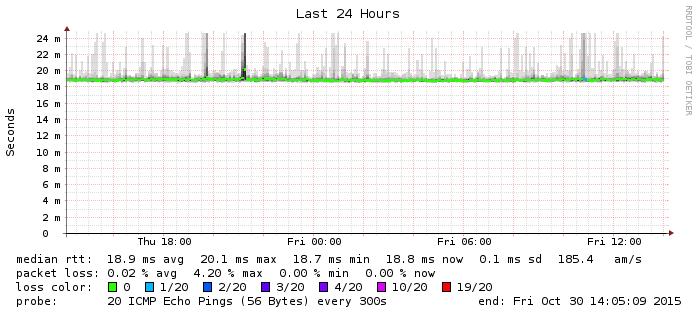 Last 24 Hours
RRDTOOL / TOBI OETIKER
Seconds
24 m
22 m
20 m
18 m
16 m
14 m
12 m
10 m
8 m
6 m
4 m
2 m
0
Thu 18:00 Fri 00:00 Fri 06:00 Fri 12:00
median rtt: 18.9 ms avg 20.1 ms max 18.7 ms min 18.8 ms now 0.1 ms sd 185.4 am/s
packet loss: 0.02 % avg 4.20 % max 0.00 % min 0.00 % now
loss color: 0 1/20 2/20 3/20 4/20 10/20 19/20
probe: 20 ICMP Echo Pings (56 Bytes) every 300s end: Fri Oct 30 14:05:09 2015